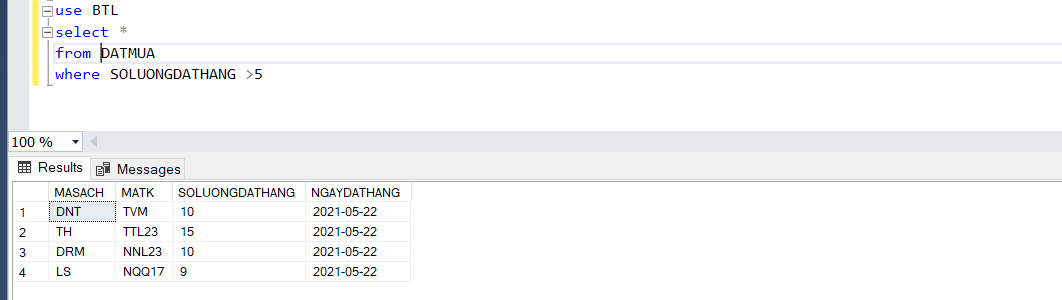 use BTL
select *
from DATMUA
where SOLUONGDATHANG >5
100 %
Results Messages
MASACH MATK SOLUONGDATHANG NGAYDATHANG
1 DNT TVM 10 2021-05-22
2 TH TTL23 15 2021-05-22
3 DRM NNL23 10 2021-05-22
4 LS NQQ17 9 2021-05-22